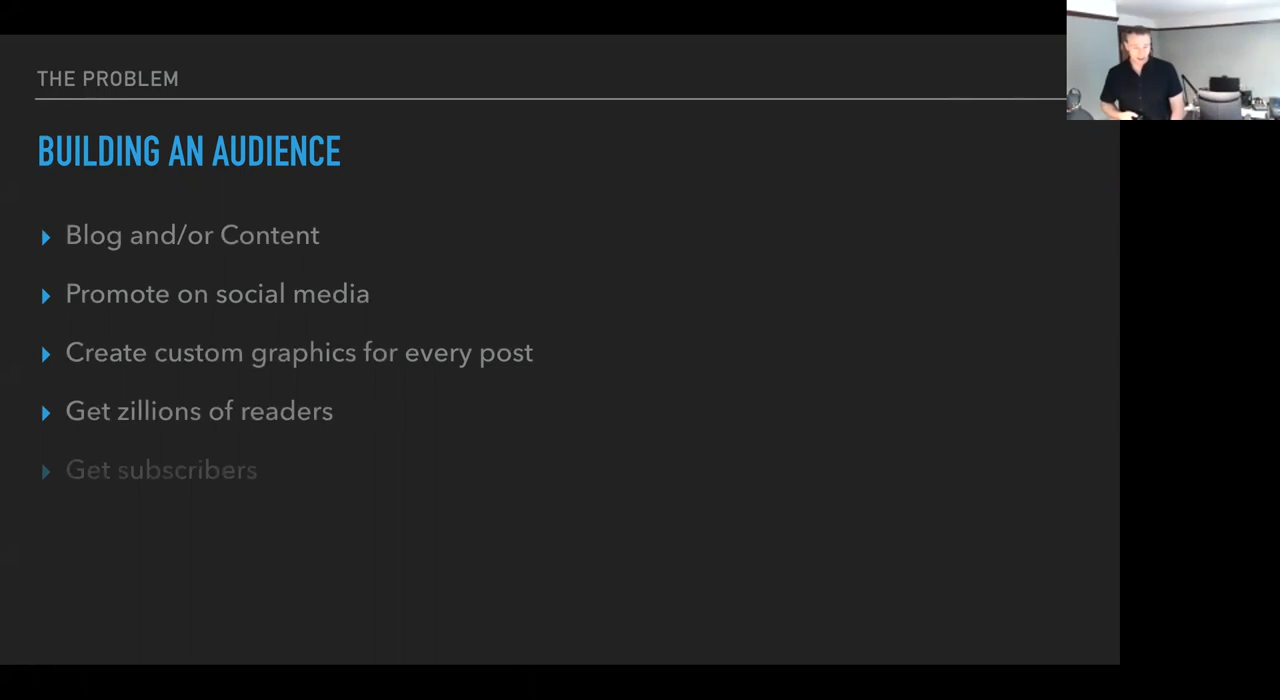 THE PROBLEM
BUILDING AN AUDIENCE
Blog and/or Content
Promote on social media
Create custom graphics for every post
Get zillions of readers
Get subscribers